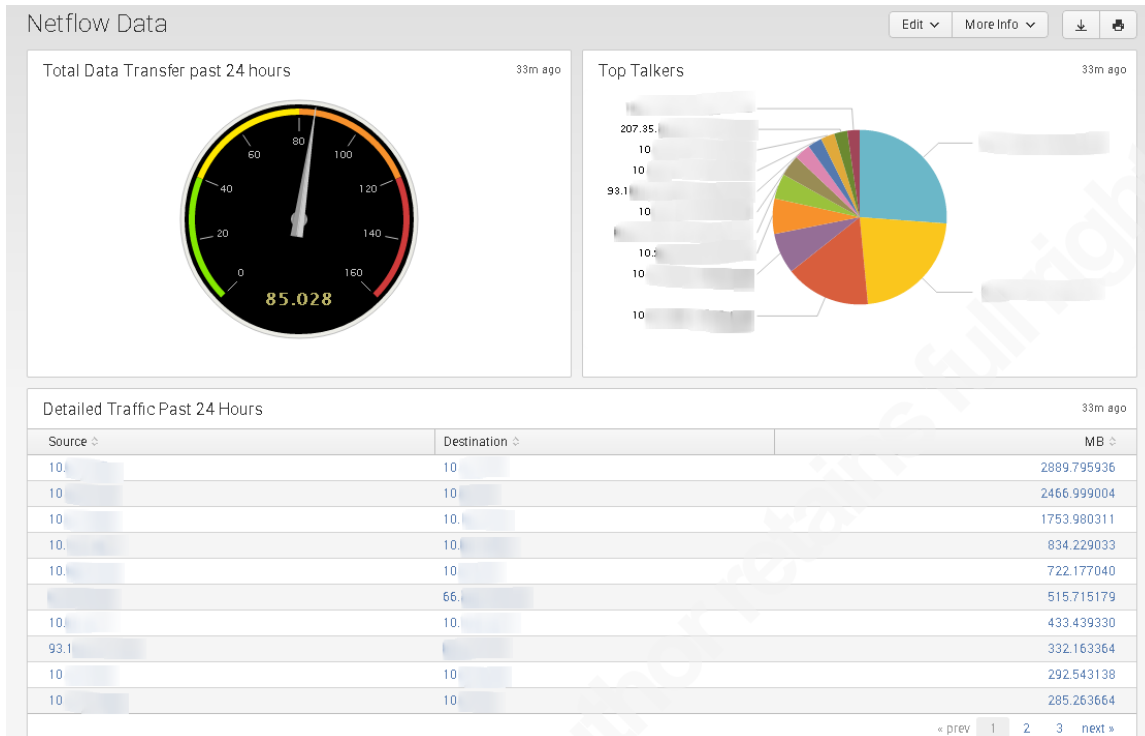 Netflow Data
Edit
More Info
Total Data Transfer past 24 hours
33m ago
0
20
40
60
80
100
120
140
160
85.028
Top Talkers
33m ago
207.35.
10
10
93.1
10
10.
10
10
Detailed Traffic Past 24 Hours
33m ago
Source Destination MB
10. 10 2889.795936
10 10 2466.999004
10 10. 1753.980311
10. 10. 834.229033
10. 10 722.177040
66. 515.715179
10. 10. 433.439330
93.1 332.163364
10 10 292.543138
10 10 285.263664
« prev 1 2 3 next »
author retains full right